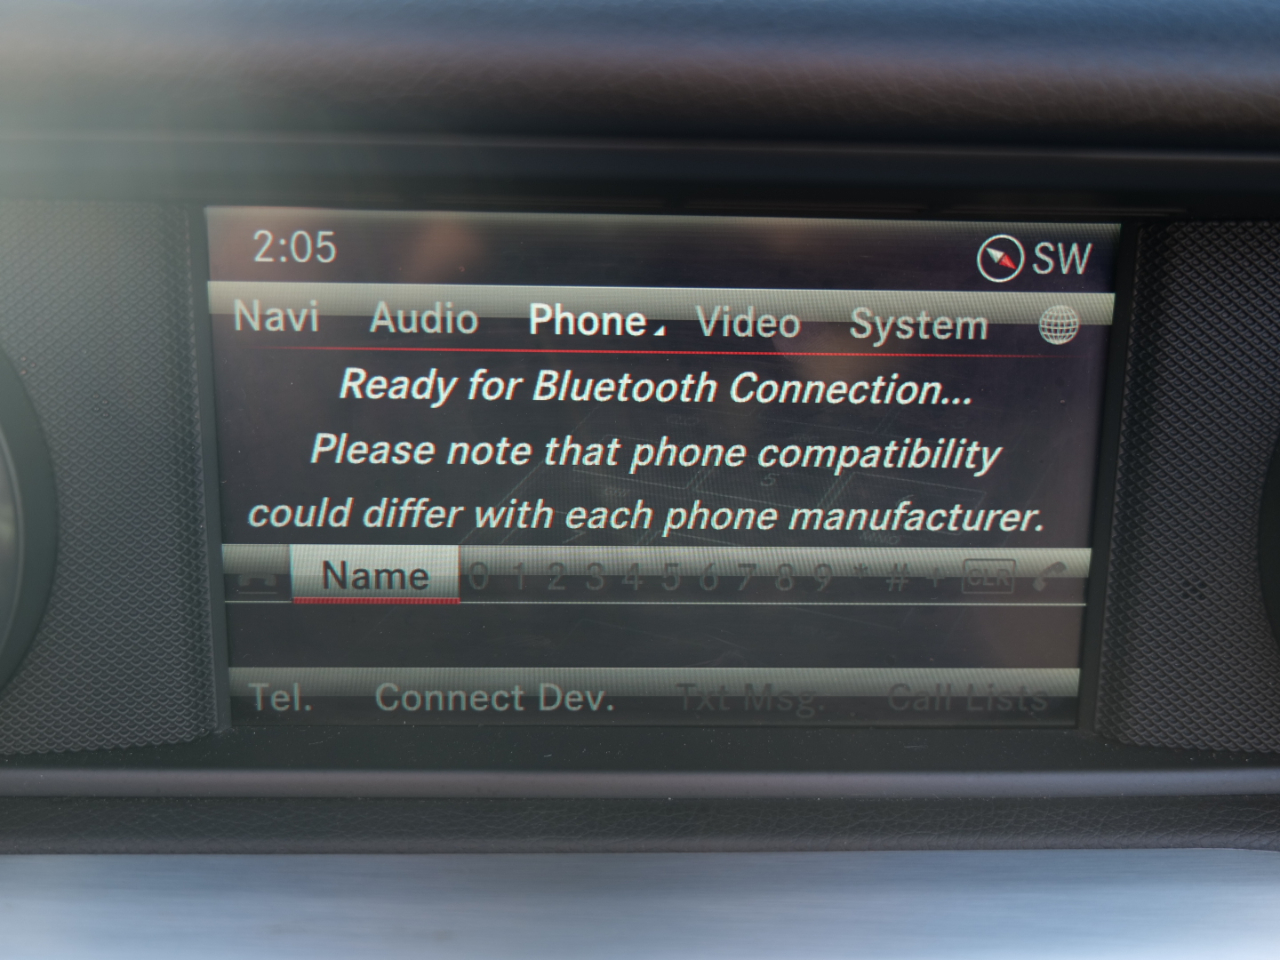 2:05 SW
Navi Audio Phone Video System
Ready for Bluetooth Connection...
Please note that phone compatibility
could differ with each phone manufacturer.
Name 0 1 2 3 4 5 6 7 8 9 * # + CLR
Tel. Connect Dev. Txt Msg. Call Lists